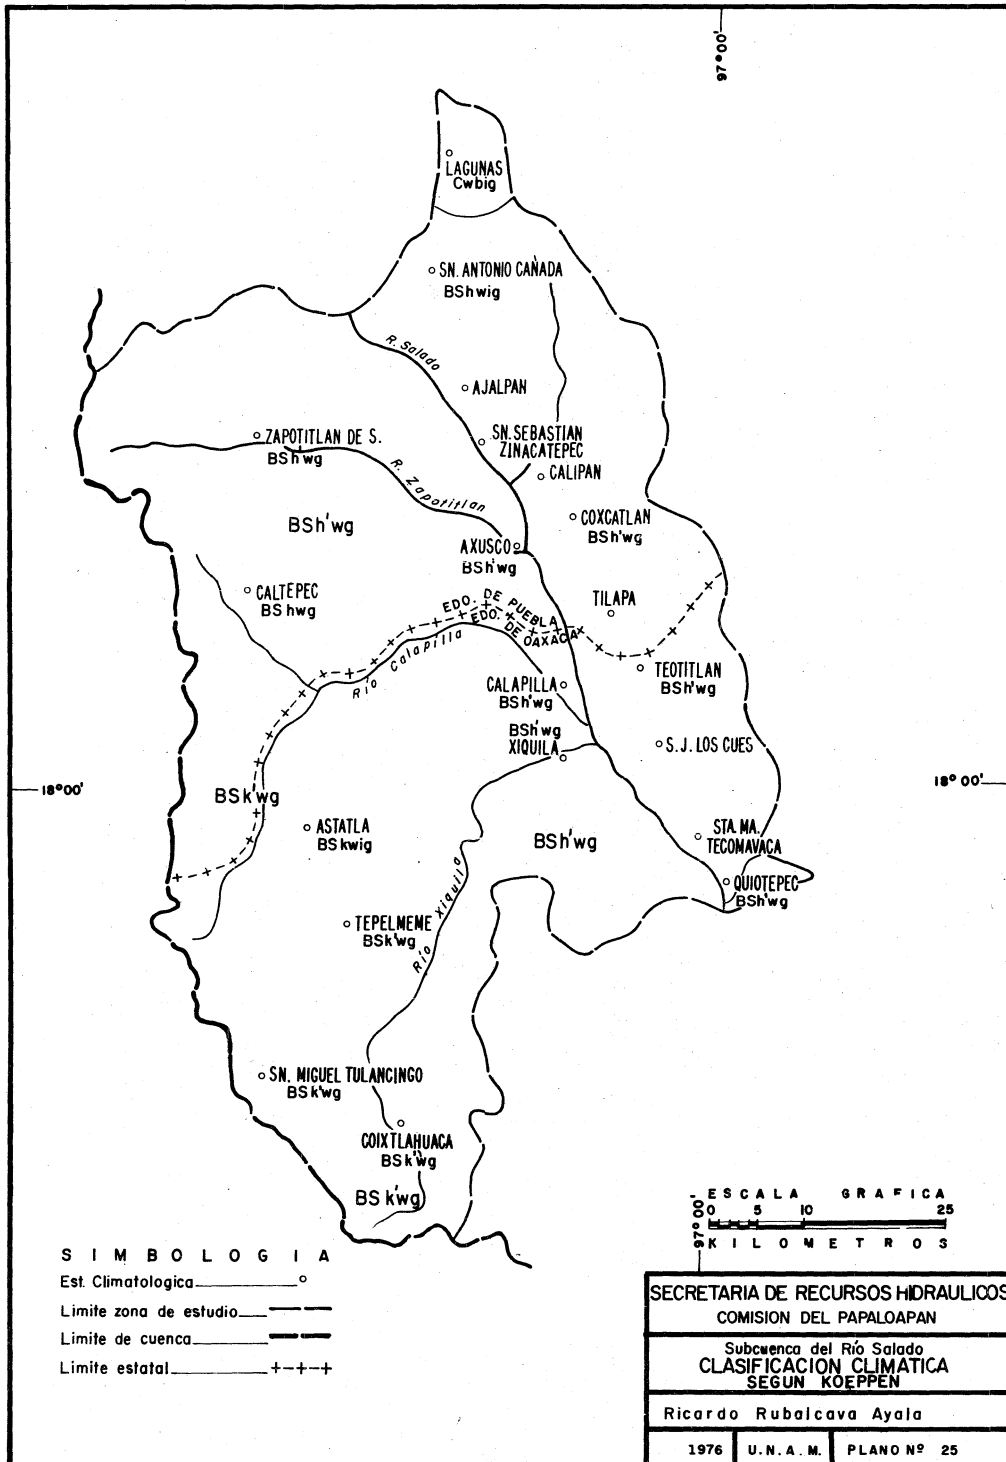 97°00'
LAGUNAS
Cwbig
SN. ANTONIO CAÑADA
BShwig
R. Salado
AJALPAN
SN. SEBASTIAN
ZINACATEPEC
ZAPOTITLAN DE S.
BShwg
CALIPAN
R. Zapotitlan
COXCATLAN
BSh'wg
BSh'wg
AXUSCO
BSh'wg
CALTEPEC
BShwg
EDO. DE PUEBLA
EDO. DE OAXACA
TILAPA
Río Calapilla
TEOTITLAN
BSh'wg
CALAPILLA
BSh'wg
BSh'wg
XIQUILA
S.J. LOS CUES
18°00'
18°00'
BSk'wg
ASTATLA
BSkwig
BSh'wg
STA. MA.
TECOMAVACA
QUIOTEPEC
BSh'wg
Río Xiquila
TEPELMEME
BSk'wg
SN. MIGUEL TULANCINGO
BSk'wg
COIXTLAHUACA
BSk'wg
BSk'wg
ESCALA GRAFICA
0 5 10 25
KILOMETROS
97°00'
SIMBOLOGIA
Est. Climatologica
Limite zona de estudio
Limite de cuenca
Limite estatal
SECRETARIA DE RECURSOS HIDRAULICOS
COMISION DEL PAPALOAPAN
Subcuenca del Río Salado
CLASIFICACION CLIMATICA
SEGUN KOEPPEN
Ricardo Rubalcava Ayala
1976 U.N.A.M. PLANO Nº 25